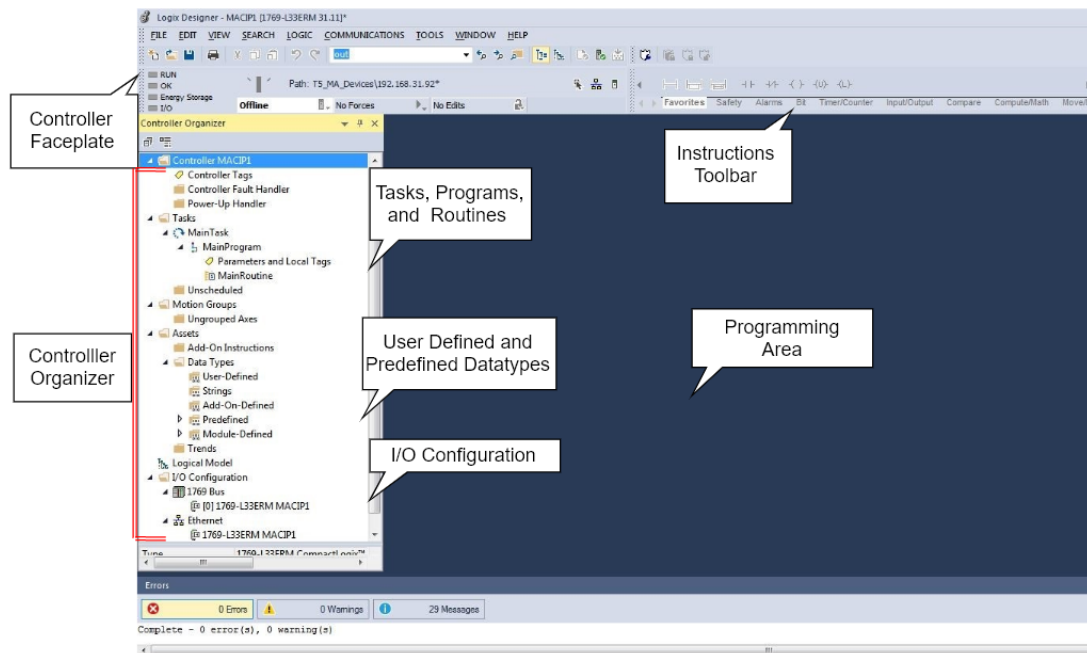 Logix Designer - MACIP1 [1769-L33ERM 31.11]*
FILE EDIT VIEW SEARCH LOGIC COMMUNICATIONS TOOLS WINDOW HELP
out
RUN
OK
Energy Storage
I/O
Path: T5_MA_Devices\192.168.31.92*
Offline
No Forces
No Edits
Favorites Safety Alarms Bit Timer/Counter Input/Output Compare Compute/Math
Controller
Faceplate
Instructions
Toolbar
Controller Organizer
Controller MACIP1
Controller Tags
Controller Fault Handler
Power-Up Handler
Tasks
MainTask
MainProgram
Parameters and Local Tags
MainRoutine
Unscheduled
Motion Groups
Ungrouped Axes
Assets
Add-On Instructions
Data Types
User-Defined
Strings
Add-On-Defined
Predefined
Module-Defined
Trends
Logical Model
I/O Configuration
1769 Bus
[0] 1769-L33ERM MACIP1
Ethernet
1769-L33ERM MACIP1
Type 1769-L33ERM CompactLogix™
Tasks, Programs,
and Routines
User Defined and
Predefined Datatypes
I/O Configuration
Programming
Area
Controlller
Organizer
Errors
0 Errors
0 Warnings
29 Messages
Complete - 0 error(s), 0 warning(s)